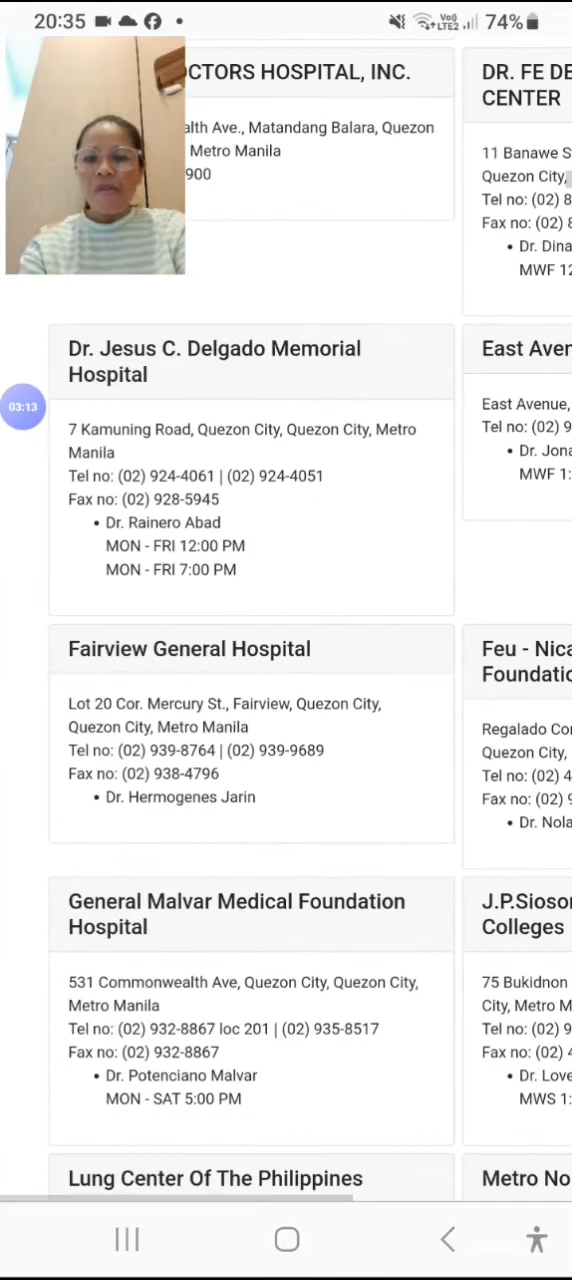 20:35
Vo)
LTE2
74%
CTORS HOSPITAL, INC.
alth Ave., Matandang Balara, Quezon
Metro Manila
900
DR. FE DE
CENTER
11 Banawe S
Quezon City,
Tel no: (02) 8
Fax no: (02) 8
• Dr. Dina
MWF 12
Dr. Jesus C. Delgado Memorial
Hospital
03:13
7 Kamuning Road, Quezon City, Quezon City, Metro
Manila
Tel no: (02) 924-4061 | (02) 924-4051
Fax no: (02) 928-5945
• Dr. Rainero Abad
MON - FRI 12:00 PM
MON - FRI 7:00 PM
East Aven
East Avenue,
Tel no: (02) 9
• Dr. Jona
MWF 1:
Fairview General Hospital
Lot 20 Cor. Mercury St., Fairview, Quezon City,
Quezon City, Metro Manila
Tel no: (02) 939-8764 | (02) 939-9689
Fax no: (02) 938-4796
• Dr. Hermogenes Jarin
Feu - Nica
Foundatio
Regalado Co
Quezon City,
Tel no: (02) 4
Fax no: (02) 9
• Dr. Nola
General Malvar Medical Foundation
Hospital
531 Commonwealth Ave, Quezon City, Quezon City,
Metro Manila
Tel no: (02) 932-8867 loc 201 | (02) 935-8517
Fax no: (02) 932-8867
• Dr. Potenciano Malvar
MON - SAT 5:00 PM
J.P.Sioso
Colleges
75 Bukidnon
City, Metro M
Tel no: (02) 9
Fax no: (02) 4
• Dr. Love
MWS 1:
Lung Center Of The Philippines
Metro No